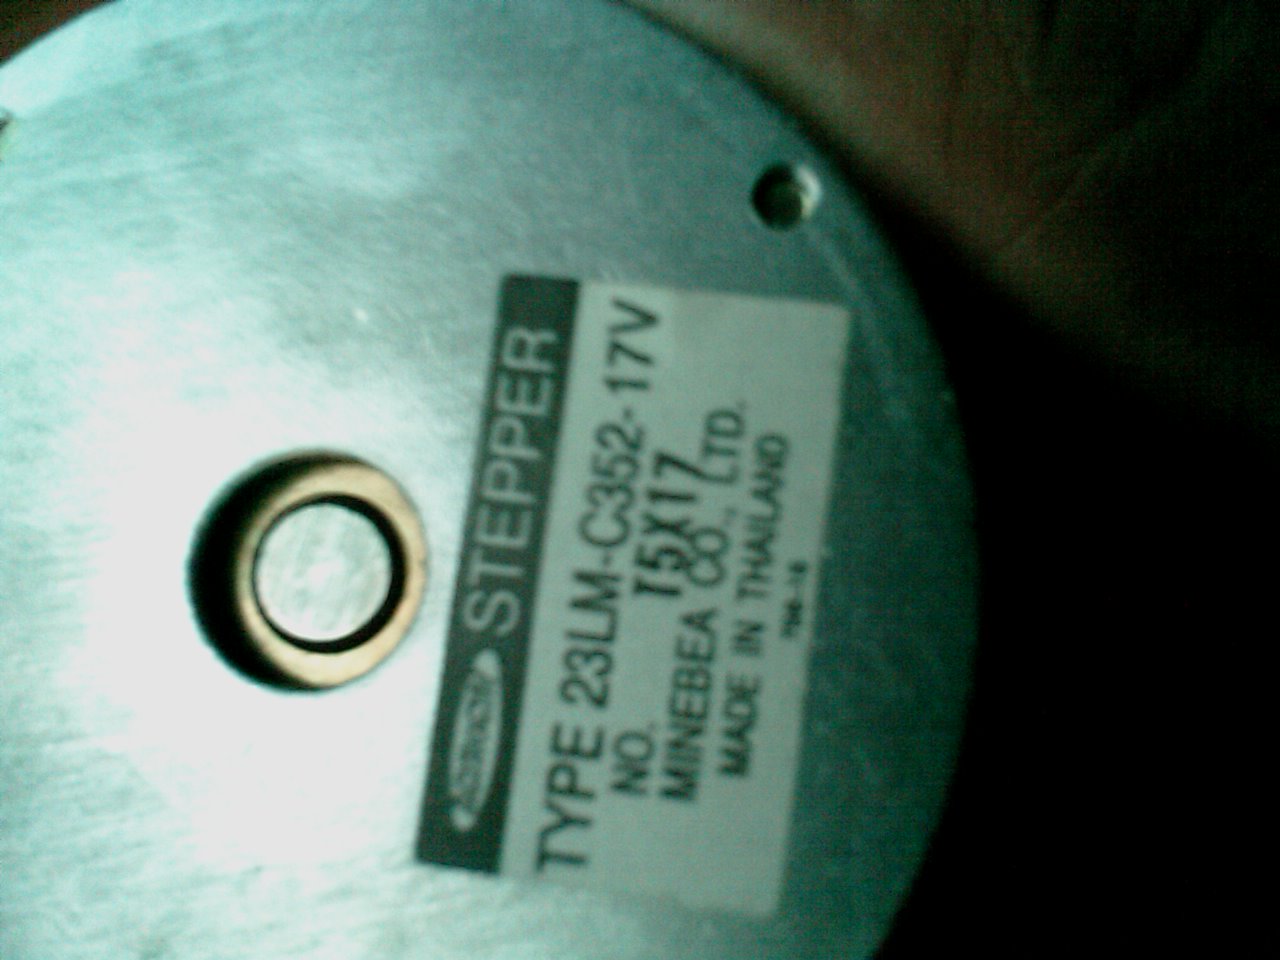 STEPPER
TYPE 23LM-C352-17V
NO. T5X17
MINEBEA CO., LTD.
MADE IN THAILAND